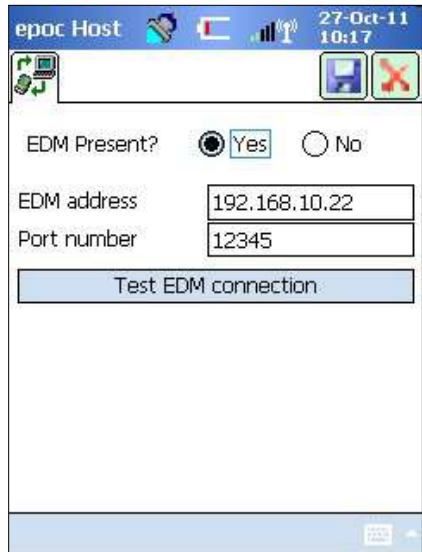 epoc Host 27-Oct-11
10:17
EDM Present? Yes No
EDM address 192.168.10.22
Port number 12345
Test EDM connection